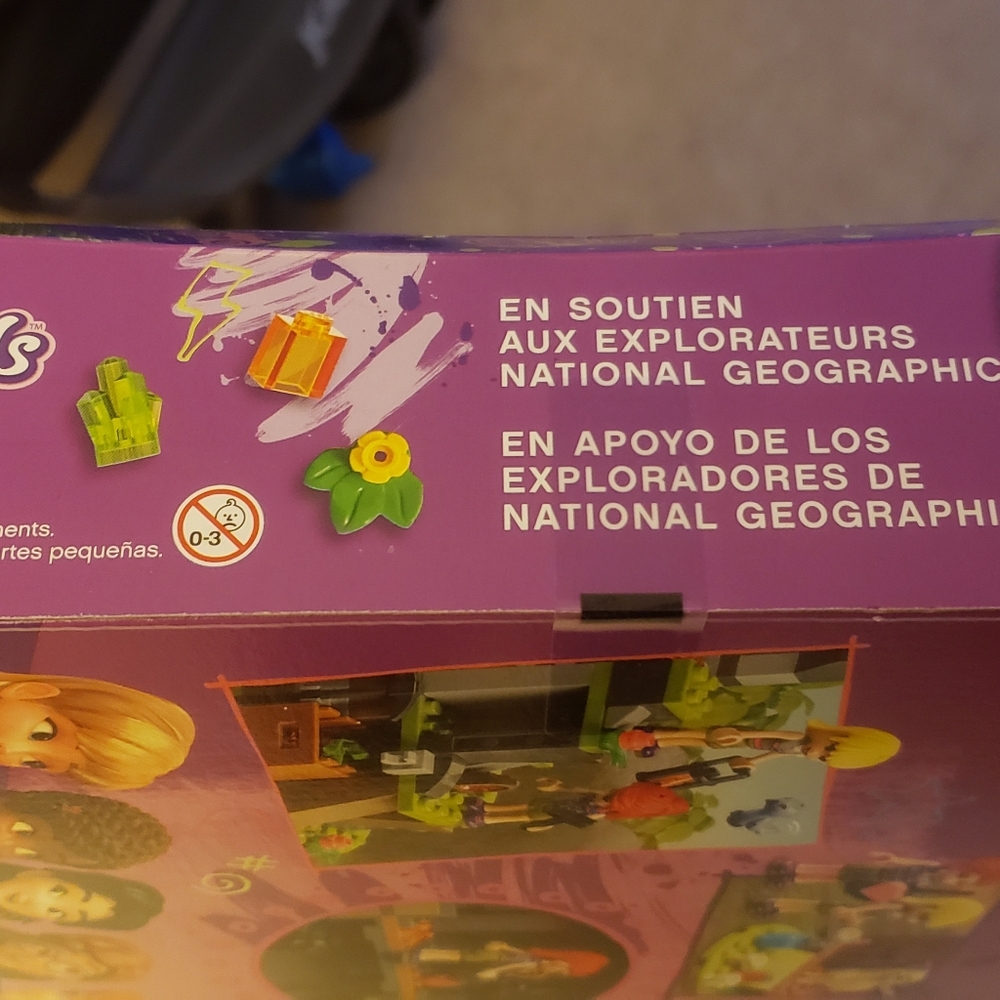 s™
EN SOUTIEN
AUX EXPLORATEURS
NATIONAL GEOGRAPHIC
EN APOYO DE LOS
EXPLORADORES DE
NATIONAL GEOGRAPHI
0-3
ments.
rtes pequeñas.